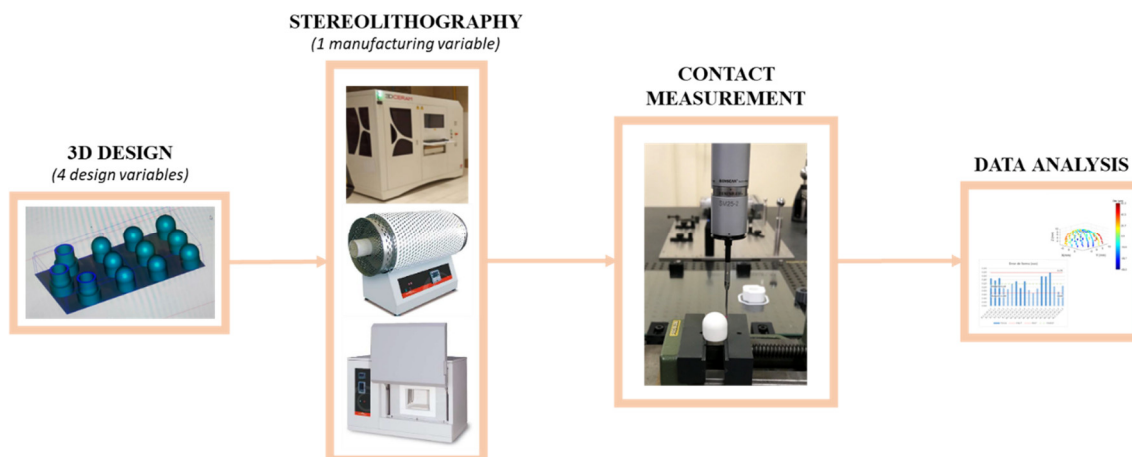 STEREOLITHOGRAPHY
(1 manufacturing variable)
CONTACT
MEASUREMENT
3D DESIGN
(4 design variables)
DATA ANALYSIS